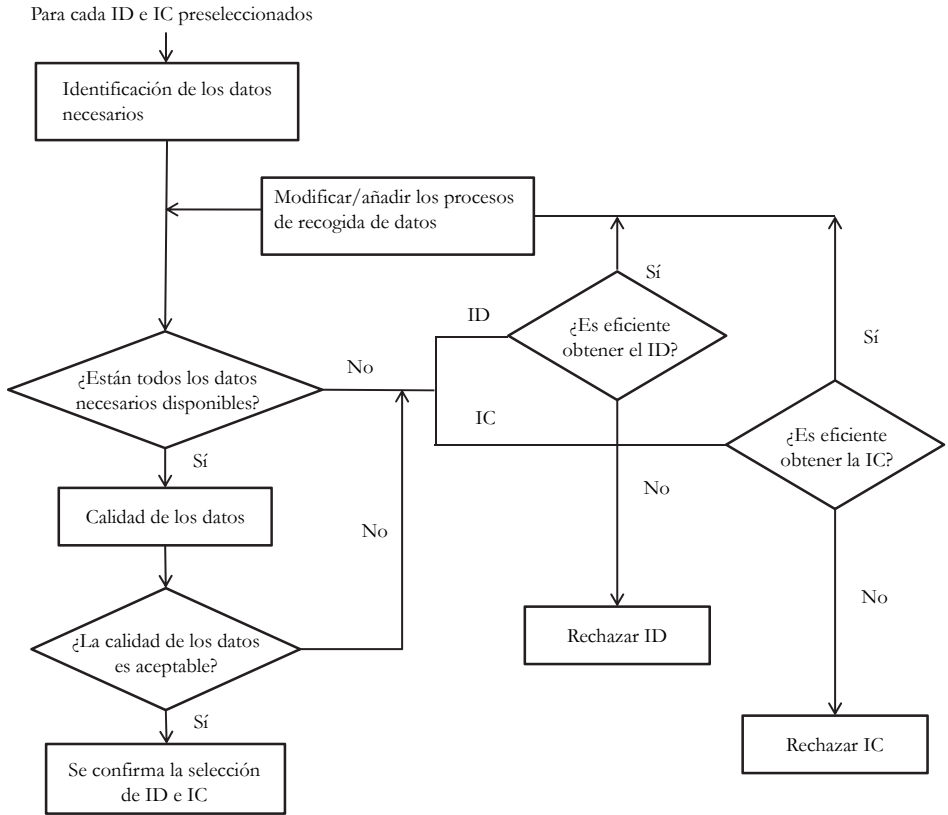 Para cada ID e IC preseleccionados
Identificación de los datos
necesarios
Modificar/añadir los procesos
de recogida de datos
Sí
ID
¿Es eficiente
obtener el ID?
Sí
¿Están todos los datos
necesarios disponibles?
No
IC
¿Es eficiente
obtener la IC?
Sí
No
Calidad de los datos
No
No
¿La calidad de los datos
es aceptable?
Rechazar ID
Sí
Rechazar IC
Se confirma la selección
de ID e IC